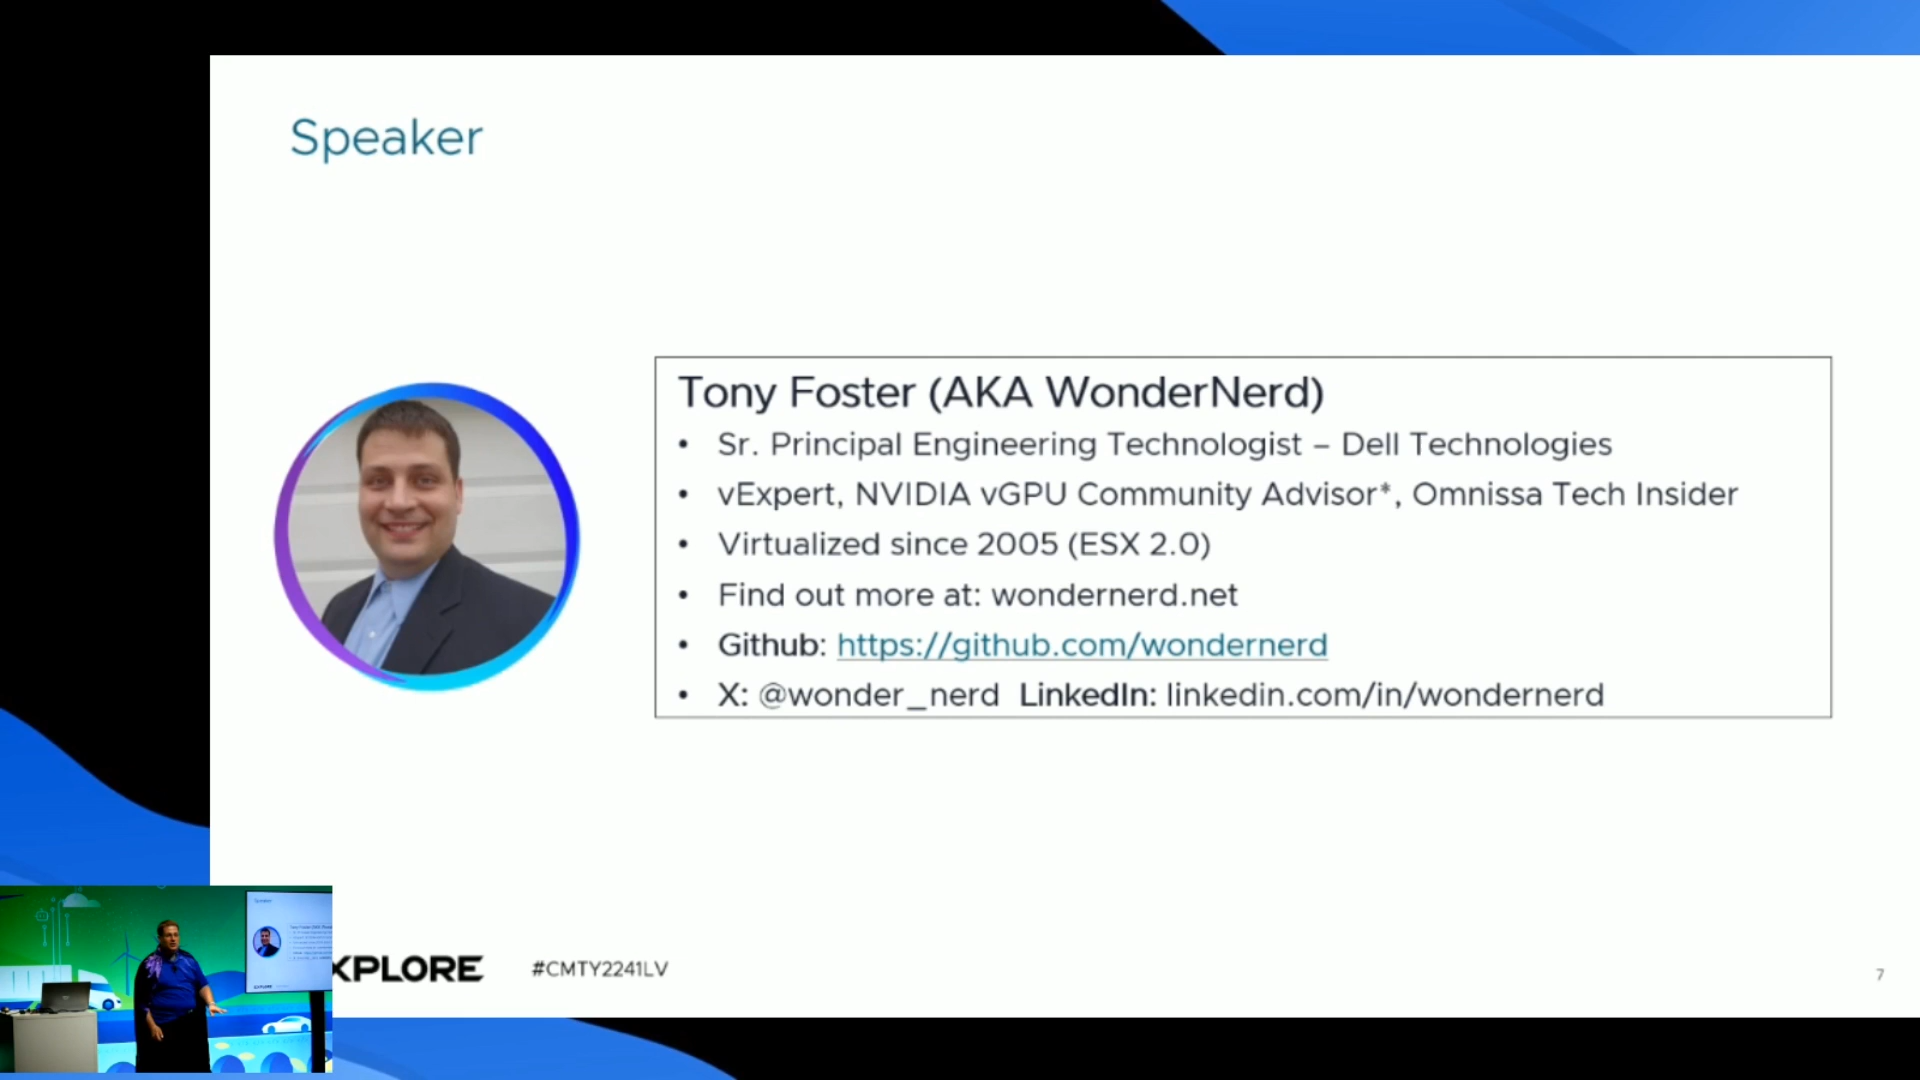 Speaker
Tony Foster (AKA WonderNerd)
• Sr. Principal Engineering Technologist – Dell Technologies
• vExpert, NVIDIA vGPU Community Advisor*, Omnissa Tech Insider
• Virtualized since 2005 (ESX 2.0)
• Find out more at: wondernerd.net
• Github: https://github.com/wondernerd
• X: @wonder_nerd LinkedIn: linkedin.com/in/wondernerd
XPLORE #CMTY2241LV
7
Speaker